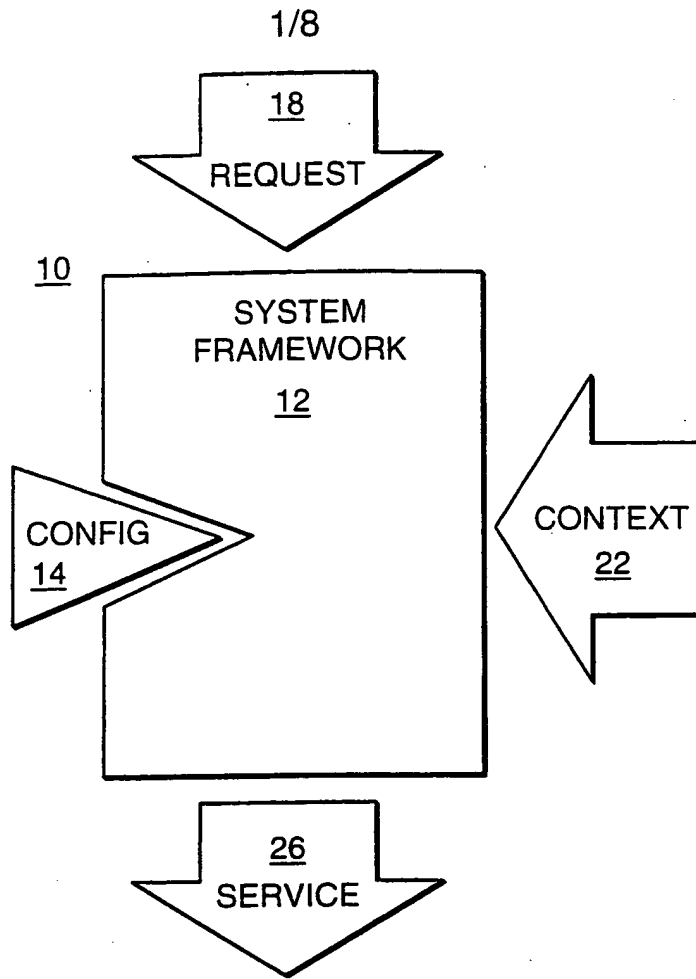 1/8
18
REQUEST
10
SYSTEM
FRAMEWORK
12
CONFIG
14
CONTEXT
22
26
SERVICE